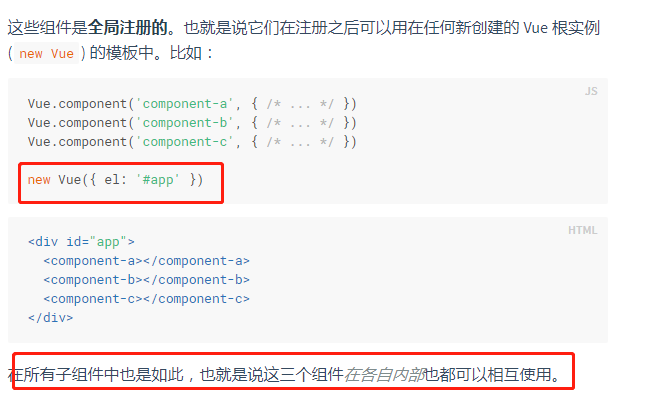 这些组件是全局注册的。也就是说它们在注册之后可以用在任何新创建的 Vue 根实例
( new Vue ) 的模板中。比如：
JS
Vue.component('component-a', { /* ... */ })
Vue.component('component-b', { /* ... */ })
Vue.component('component-c', { /* ... */ })
new Vue({ el: '#app' })
HTML
<div id="app">
  <component-a></component-a>
  <component-b></component-b>
  <component-c></component-c>
</div>
在所有子组件中也是如此，也就是说这三个组件在各自内部也都可以相互使用。